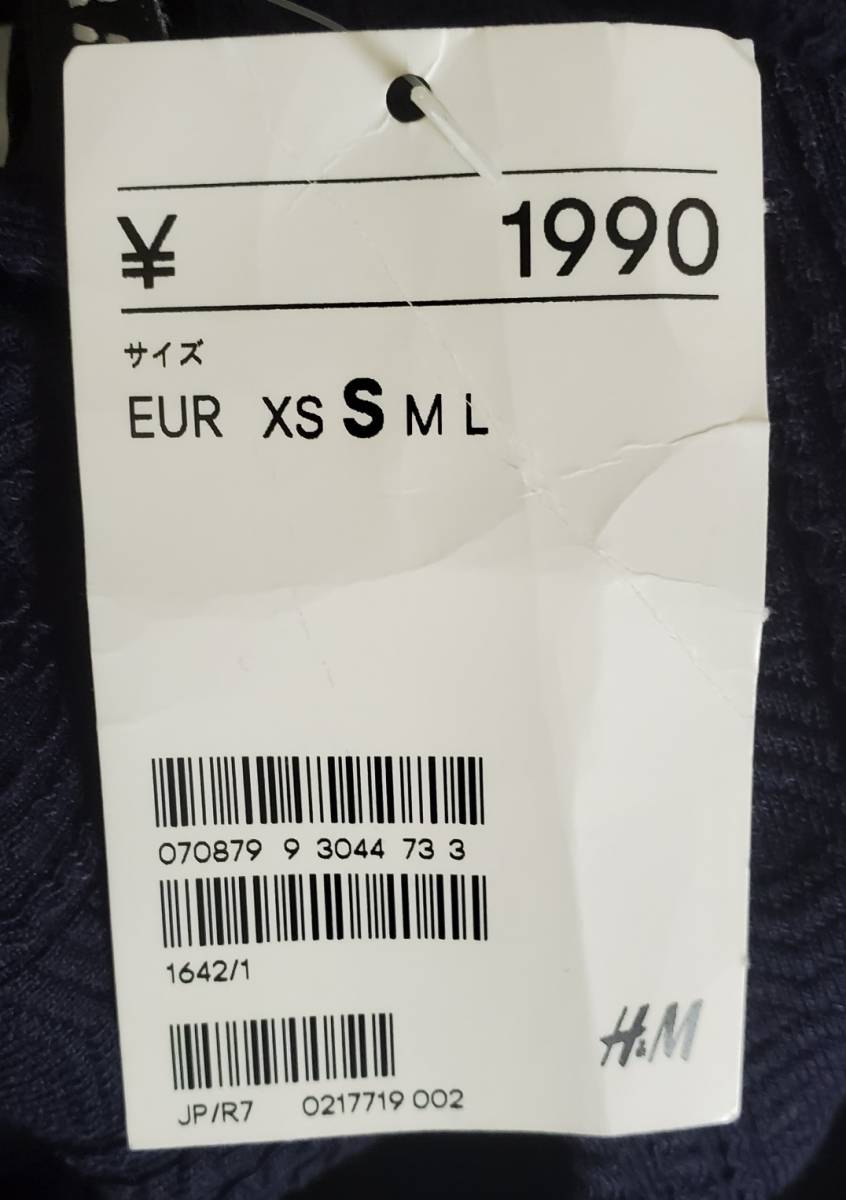 ¥ 1990
サイズ
EUR XS S M L
070879 9 3044 73 3
1642/1
H&M
JP/R7 0217719 002